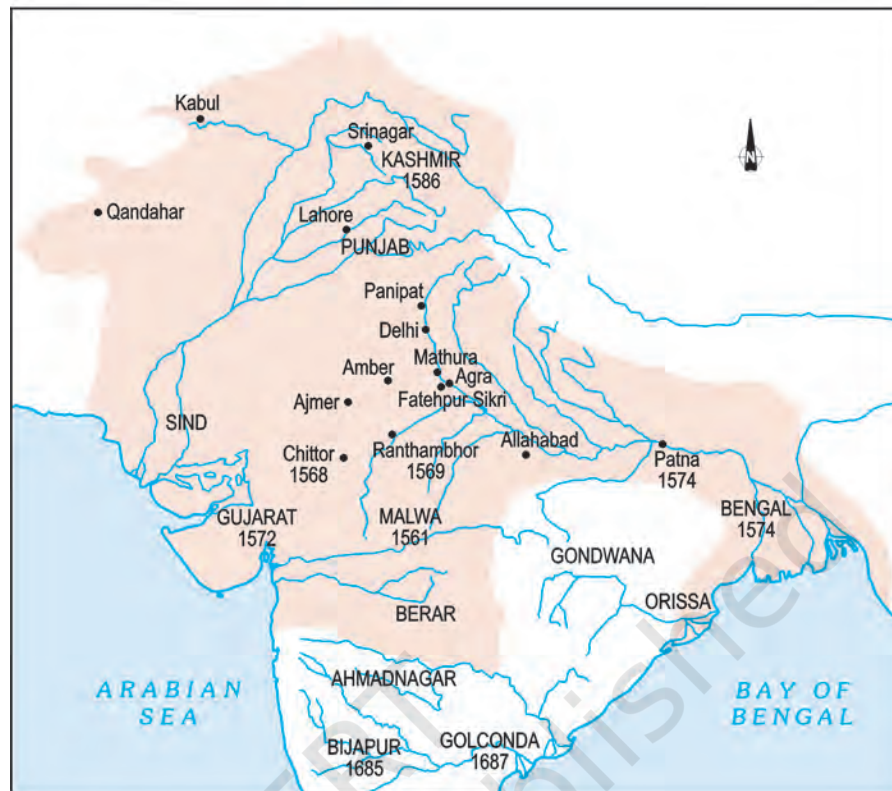 Kabul
Srinagar
KASHMIR
1586
Qandahar
Lahore
PUNJAB
Panipat
Delhi
Mathura
Amber
Agra
Fatehpur Sikri
Ajmer
SIND
Chittor
1568
Ranthambhor
1569
Allahabad
Patna
1574
GUJARAT
1572
MALWA
1561
BENGAL
1574
GONDWANA
BERAR
ORISSA
AHMADNAGAR
ARABIAN
SEA
BAY OF
BENGAL
BIJAPUR
1685
GOLCONDA
1687
N